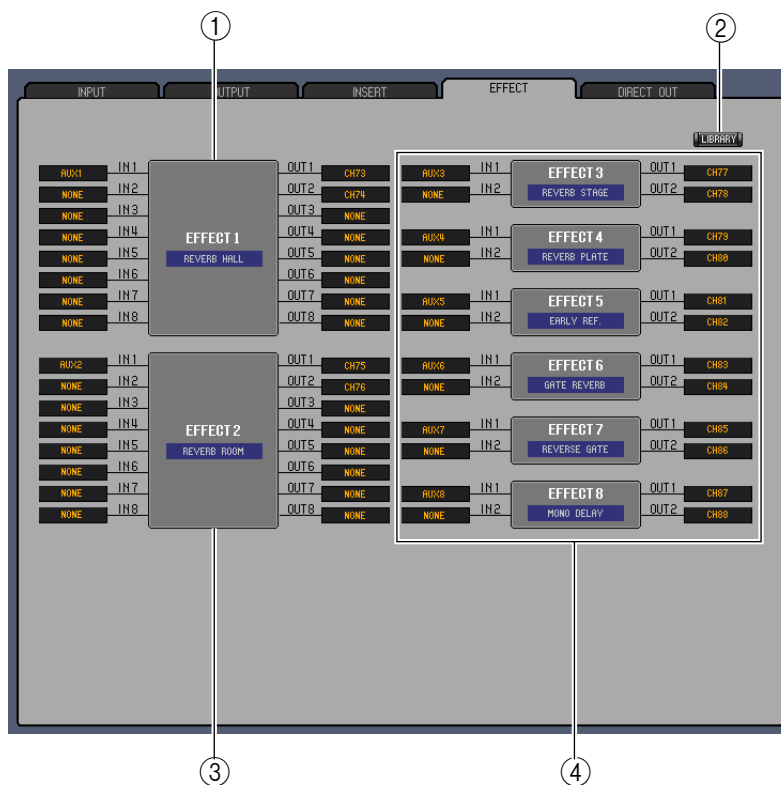 ① ②
INPUT OUTPUT INSERT EFFECT DIRECT OUT
LIBRARY
AUX1 IN1 OUT1 CH73
NONE IN2 OUT2 CH74
NONE IN3 OUT3 NONE
NONE IN4 OUT4 NONE
EFFECT 1
NONE IN5 REVERB HALL OUT5 NONE
NONE IN6 OUT6 NONE
NONE IN7 OUT7 NONE
NONE IN8 OUT8 NONE
AUX2 IN1 OUT1 CH75
NONE IN2 OUT2 CH76
NONE IN3 OUT3 NONE
NONE IN4 OUT4 NONE
EFFECT 2
NONE IN5 REVERB ROOM OUT5 NONE
NONE IN6 OUT6 NONE
NONE IN7 OUT7 NONE
NONE IN8 OUT8 NONE
AUX3 IN1 EFFECT 3 OUT1 CH77
NONE IN2 REVERB STAGE OUT2 CH78
AUX4 IN1 EFFECT 4 OUT1 CH79
NONE IN2 REVERB PLATE OUT2 CH80
AUX5 IN1 EFFECT 5 OUT1 CH81
NONE IN2 EARLY REF. OUT2 CH82
AUX6 IN1 EFFECT 6 OUT1 CH83
NONE IN2 GATE REVERB OUT2 CH84
AUX7 IN1 EFFECT 7 OUT1 CH85
NONE IN2 REVERSE GATE OUT2 CH86
AUX8 IN1 EFFECT 8 OUT1 CH87
NONE IN2 MONO DELAY OUT2 CH88
③ ④